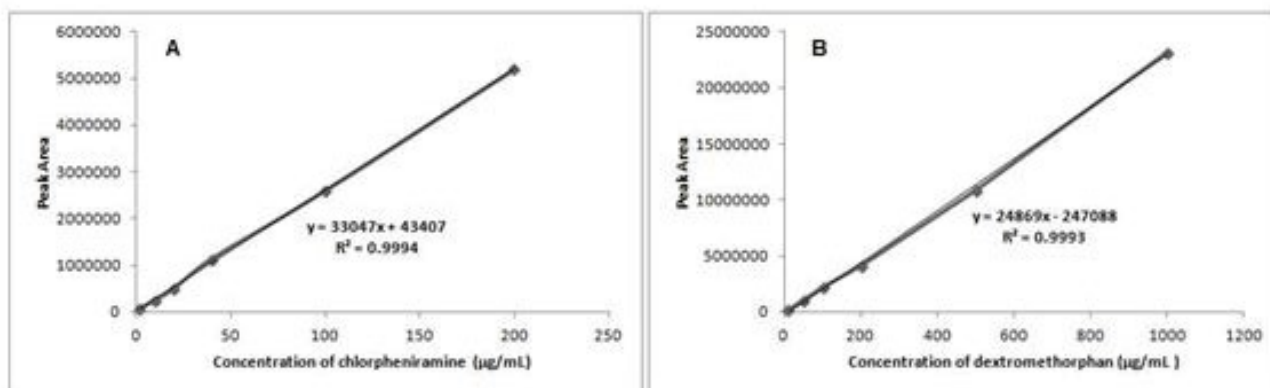 A
6000000
5000000
4000000
3000000
2000000
1000000
0
Peak Area
y = 33047x + 43407
R² = 0.9994
0 50 100 150 200 250
Concentration of chlorpheniramine (µg/mL)
B
25000000
20000000
15000000
10000000
5000000
0
Peak Area
y = 24869x - 247088
R² = 0.9993
0 200 400 600 800 1000 1200
Concentration of dextromethorphan (µg/mL )